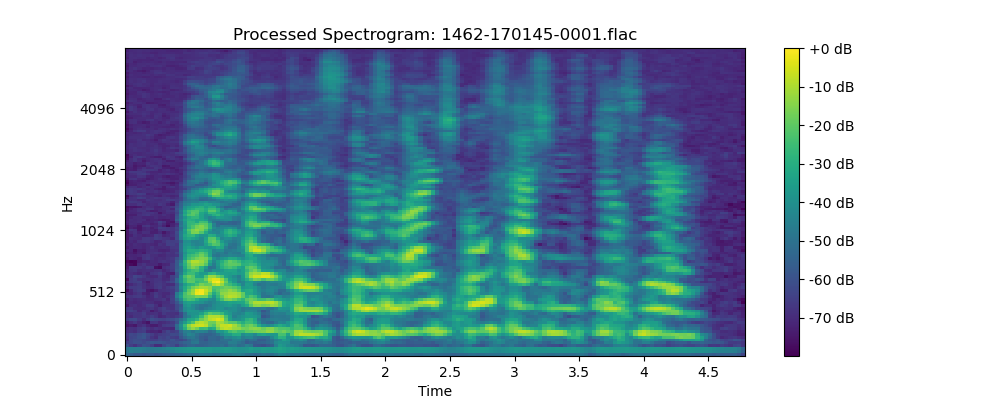 Processed Spectrogram: 1462-170145-0001.flac
Hz
4096
2048
1024
512
0
0 0.5 1 1.5 2 2.5 3 3.5 4 4.5
Time
+0 dB
-10 dB
-20 dB
-30 dB
-40 dB
-50 dB
-60 dB
-70 dB